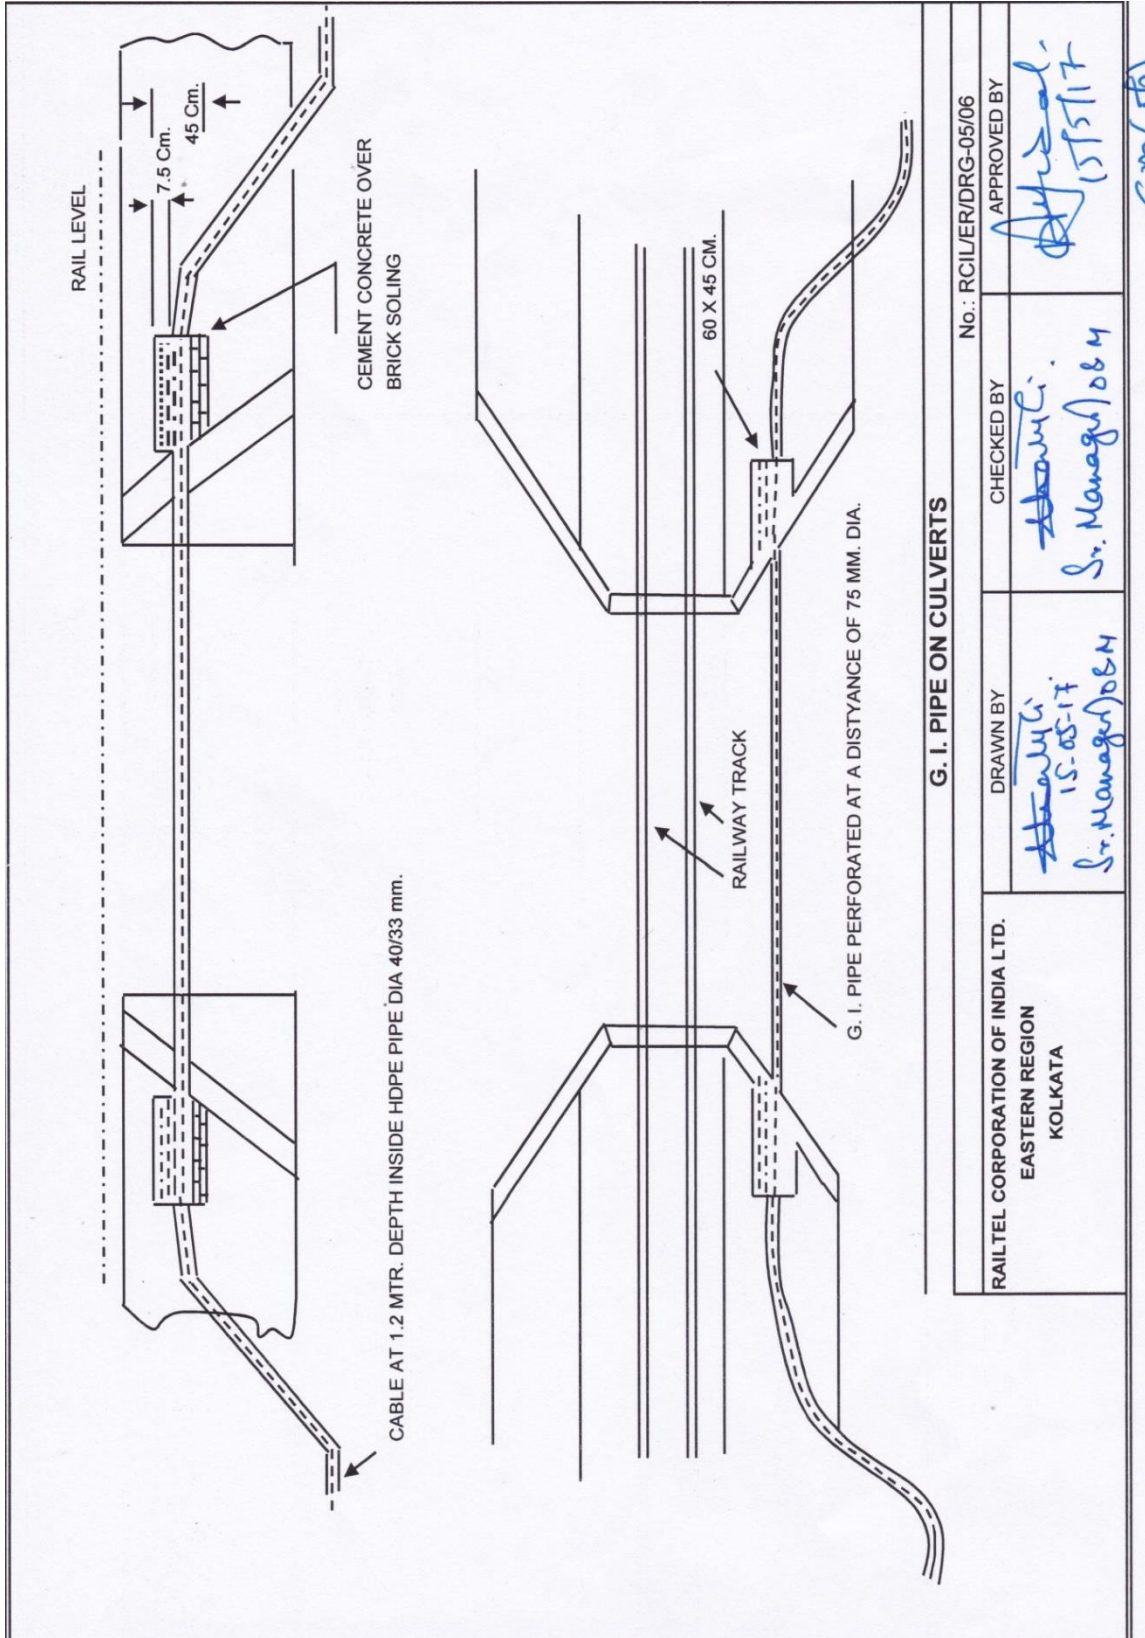 RAIL LEVEL
7.5 Cm.
45 Cm.
CEMENT CONCRETE OVER
BRICK SOLING
CABLE AT 1.2 MTR. DEPTH INSIDE HDPE PIPE DIA 40/33 mm.
60 X 45 CM.
RAILWAY TRACK
G. I. PIPE PERFORATED AT A DISTYANCE OF 75 MM. DIA.
G. I. PIPE ON CULVERTS
No.: RCIL/ER/DRG-05/06
RAILTEL CORPORATION OF INDIA LTD.
EASTERN REGION
KOLKATA
DRAWN BY
15-05-17
Sr. Manager/O&M
CHECKED BY
Sr. Manager/O&M
APPROVED BY
15/5/17